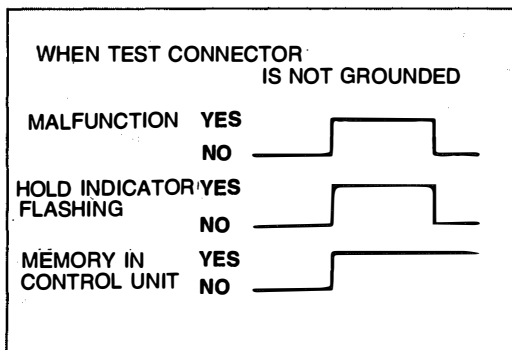 WHEN TEST CONNECTOR
IS NOT GROUNDED
MALFUNCTION YES
NO
HOLD INDICATOR YES
FLASHING
NO
MEMORY IN YES
CONTROL UNIT NO